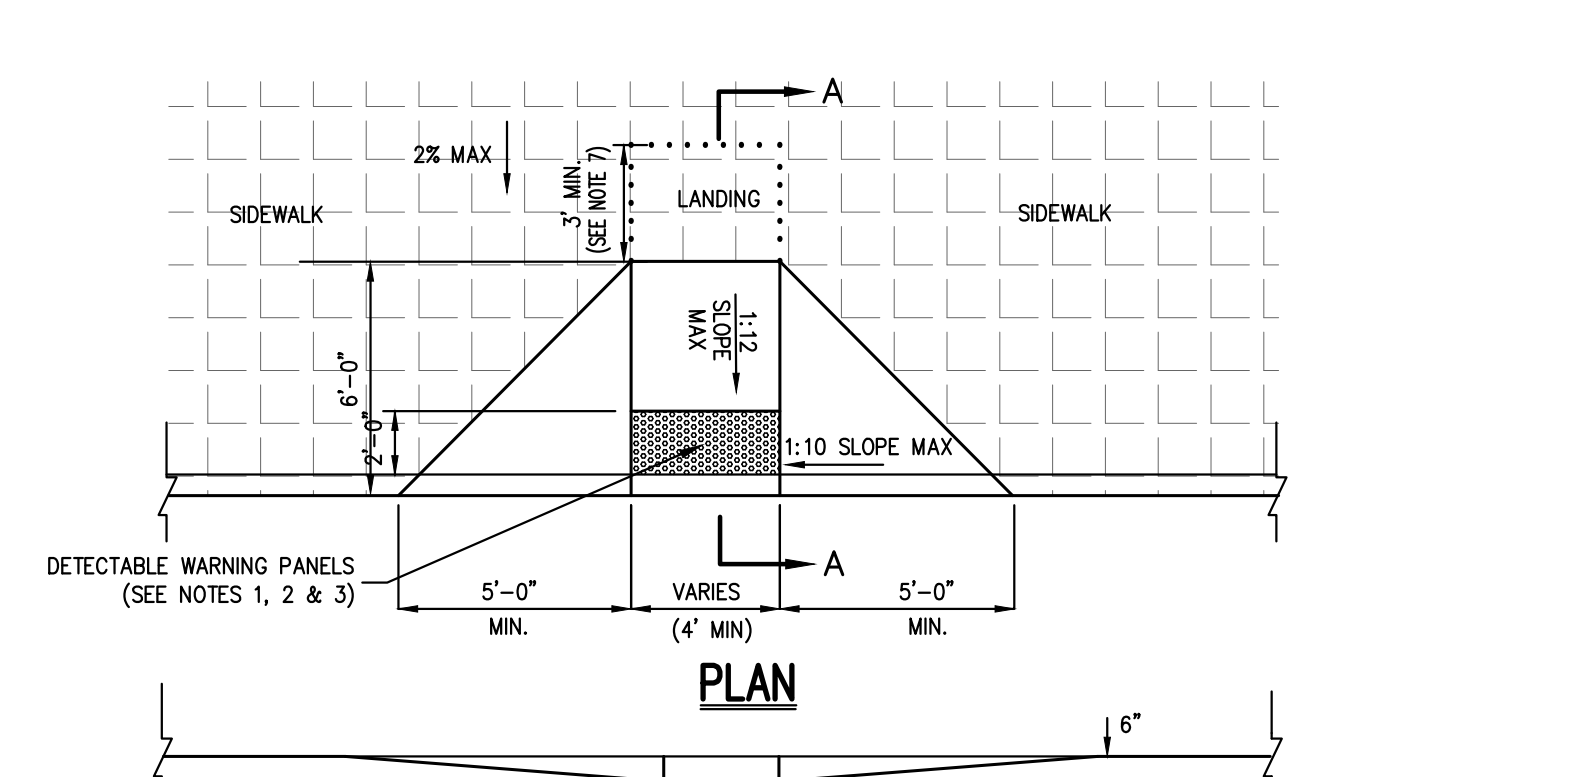 A
2% MAX
3' MIN.
(SEE NOTE 7)
LANDING
SIDEWALK
SIDEWALK
1:12
SLOPE
MAX
6'-0"
2'-0"
1:10 SLOPE MAX
DETECTABLE WARNING PANELS
(SEE NOTES 1, 2 & 3)
A
5'-0"
MIN.
VARIES
(4' MIN)
5'-0"
MIN.
PLAN
6"